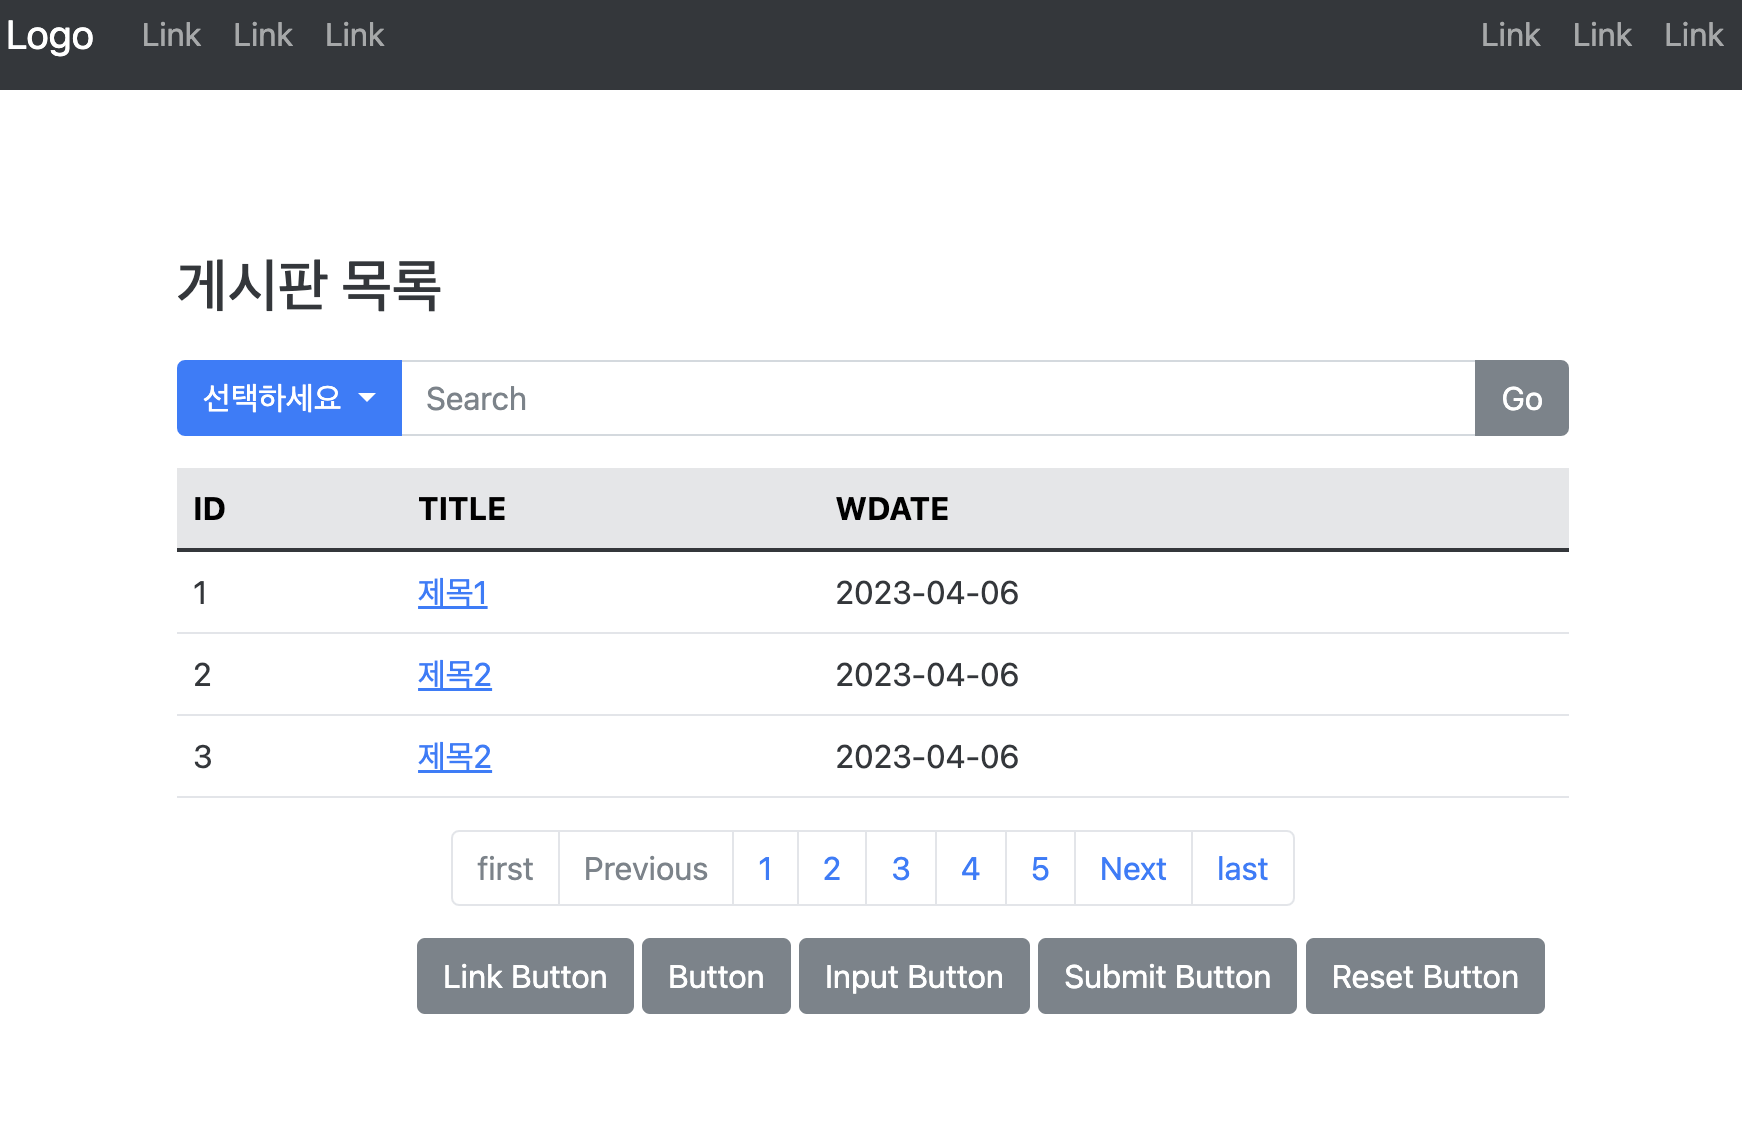 Logo Link Link Link Link Link Link
게시판 목록
선택하세요 Search Go
ID TITLE WDATE
1 제목1 2023-04-06
2 제목2 2023-04-06
3 제목2 2023-04-06
first Previous 1 2 3 4 5 Next last
Link Button Button Input Button Submit Button Reset Button